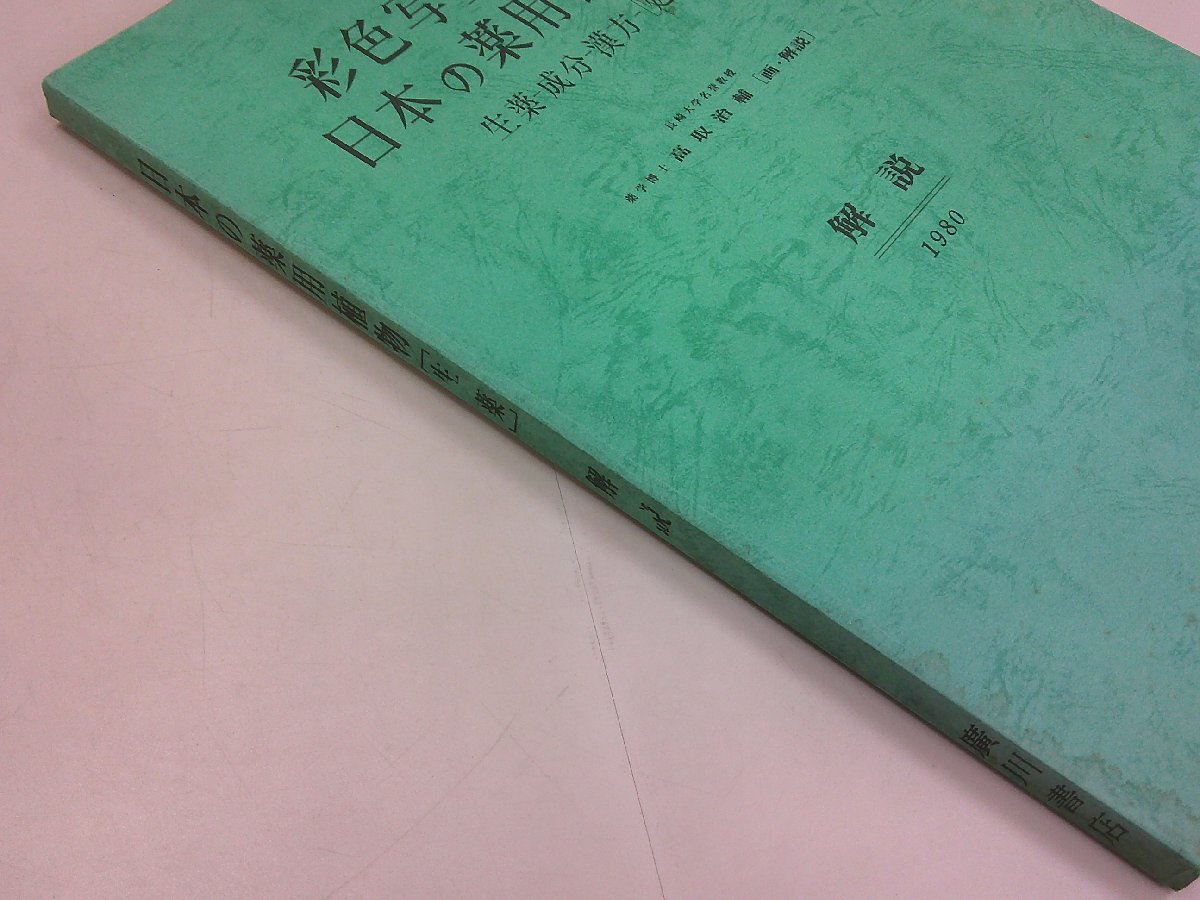 彩色写
日本の薬用
生薬-成分-漢方-
長崎大学名誉教授
薬学博士 高取治輔 [画・解説]
解説
1980
日本の薬用植物[生薬] 解説 廣川書店